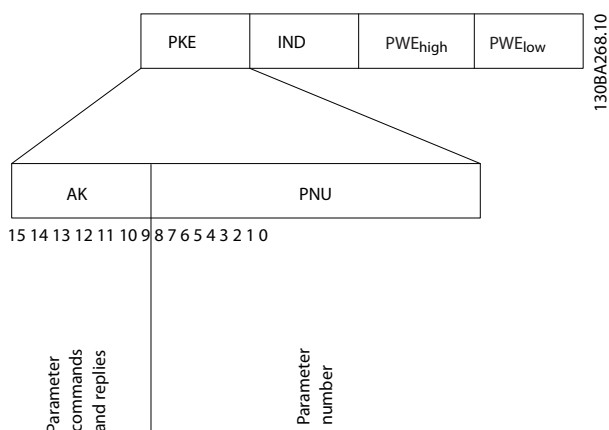 PKE IND PWEhigh PWElow
130BA268.10
AK PNU
15 14 13 12 11 10 9 8 7 6 5 4 3 2 1 0
Parameter
commands
and replies
Parameter
number